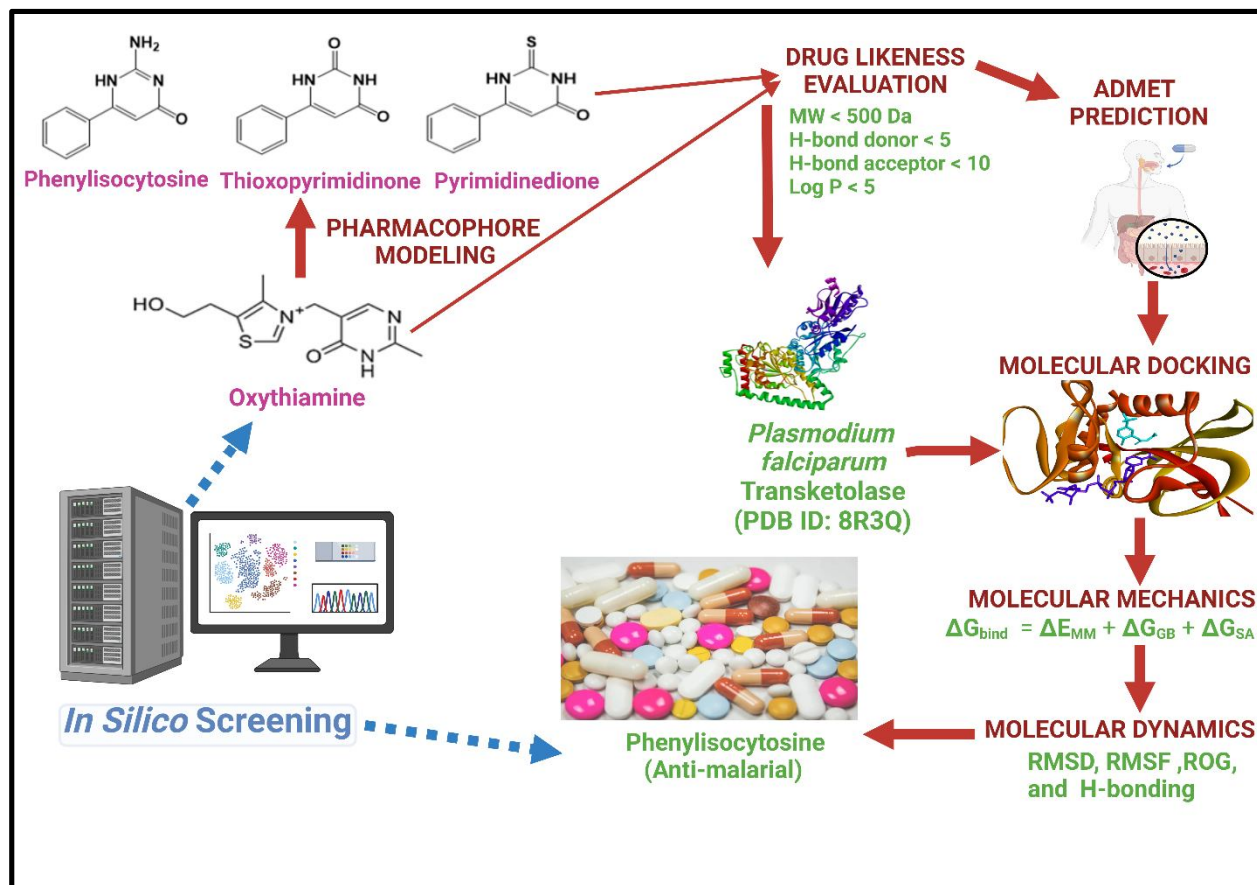 NH₂
HN
N
O
Phenylisocytosine
O
HN
NH
O
Thioxopyrimidinone
S
HN
NH
O
Pyrimidinedione
PHARMACOPHORE
MODELING
HO
S
N⁺
N
O
N
H
Oxythiamine
In Silico Screening
DRUG LIKENESS
EVALUATION
MW < 500 Da
H-bond donor < 5
H-bond acceptor < 10
Log P < 5
ADMET
PREDICTION
Plasmodium
falciparum
Transketolase
(PDB ID: 8R3Q)
MOLECULAR DOCKING
MOLECULAR MECHANICS
ΔGbind = ΔEMM + ΔGGB + ΔGSA
MOLECULAR DYNAMICS
RMSD, RMSF ,ROG,
and H-bonding
Phenylisocytosine
(Anti-malarial)